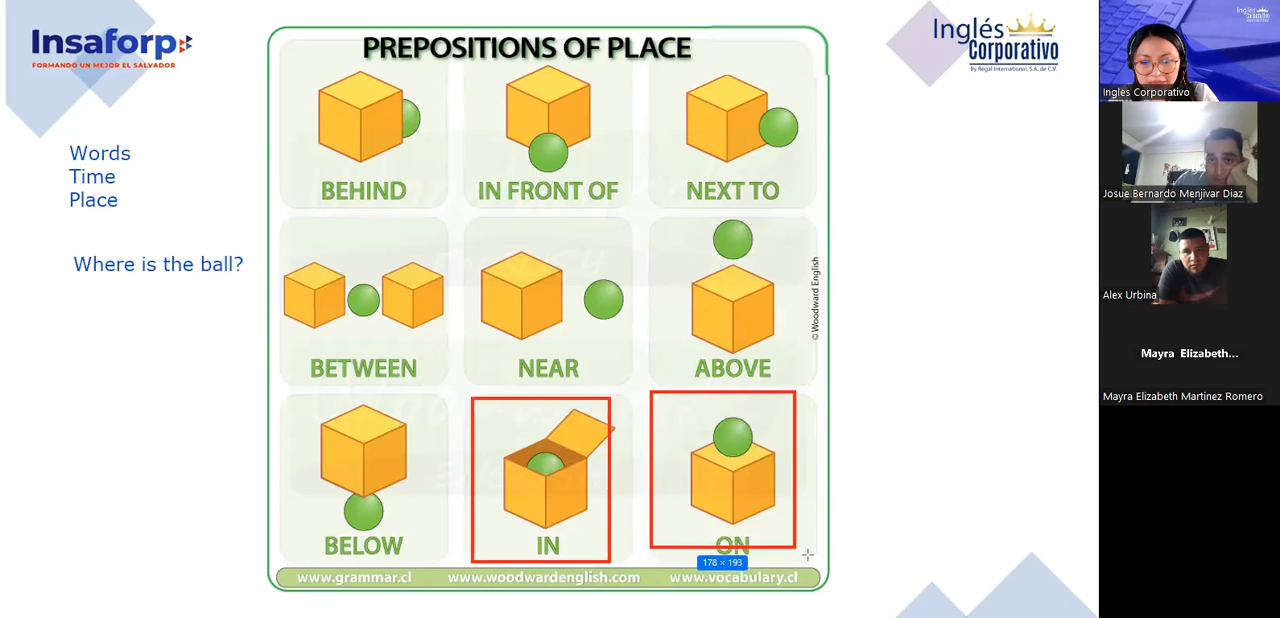 Insaforp
FORMANDO UN MEJOR EL SALVADOR
PREPOSITIONS OF PLACE
Inglés
Corporativo
By Regal International, S.A. de C.V.
Words
Time
Place
Where is the ball?
BEHIND
IN FRONT OF
NEXT TO
BETWEEN
NEAR
ABOVE
© Woodward English
BELOW
IN
ON
178 × 193
www.grammar.cl
www.woodwardenglish.com
www.vocabulary.cl
Ingles Corporativo
Josue Bernardo Menjivar Diaz
Alex Urbina
Mayra Elizabeth...
Mayra Elizabeth Martinez Romero